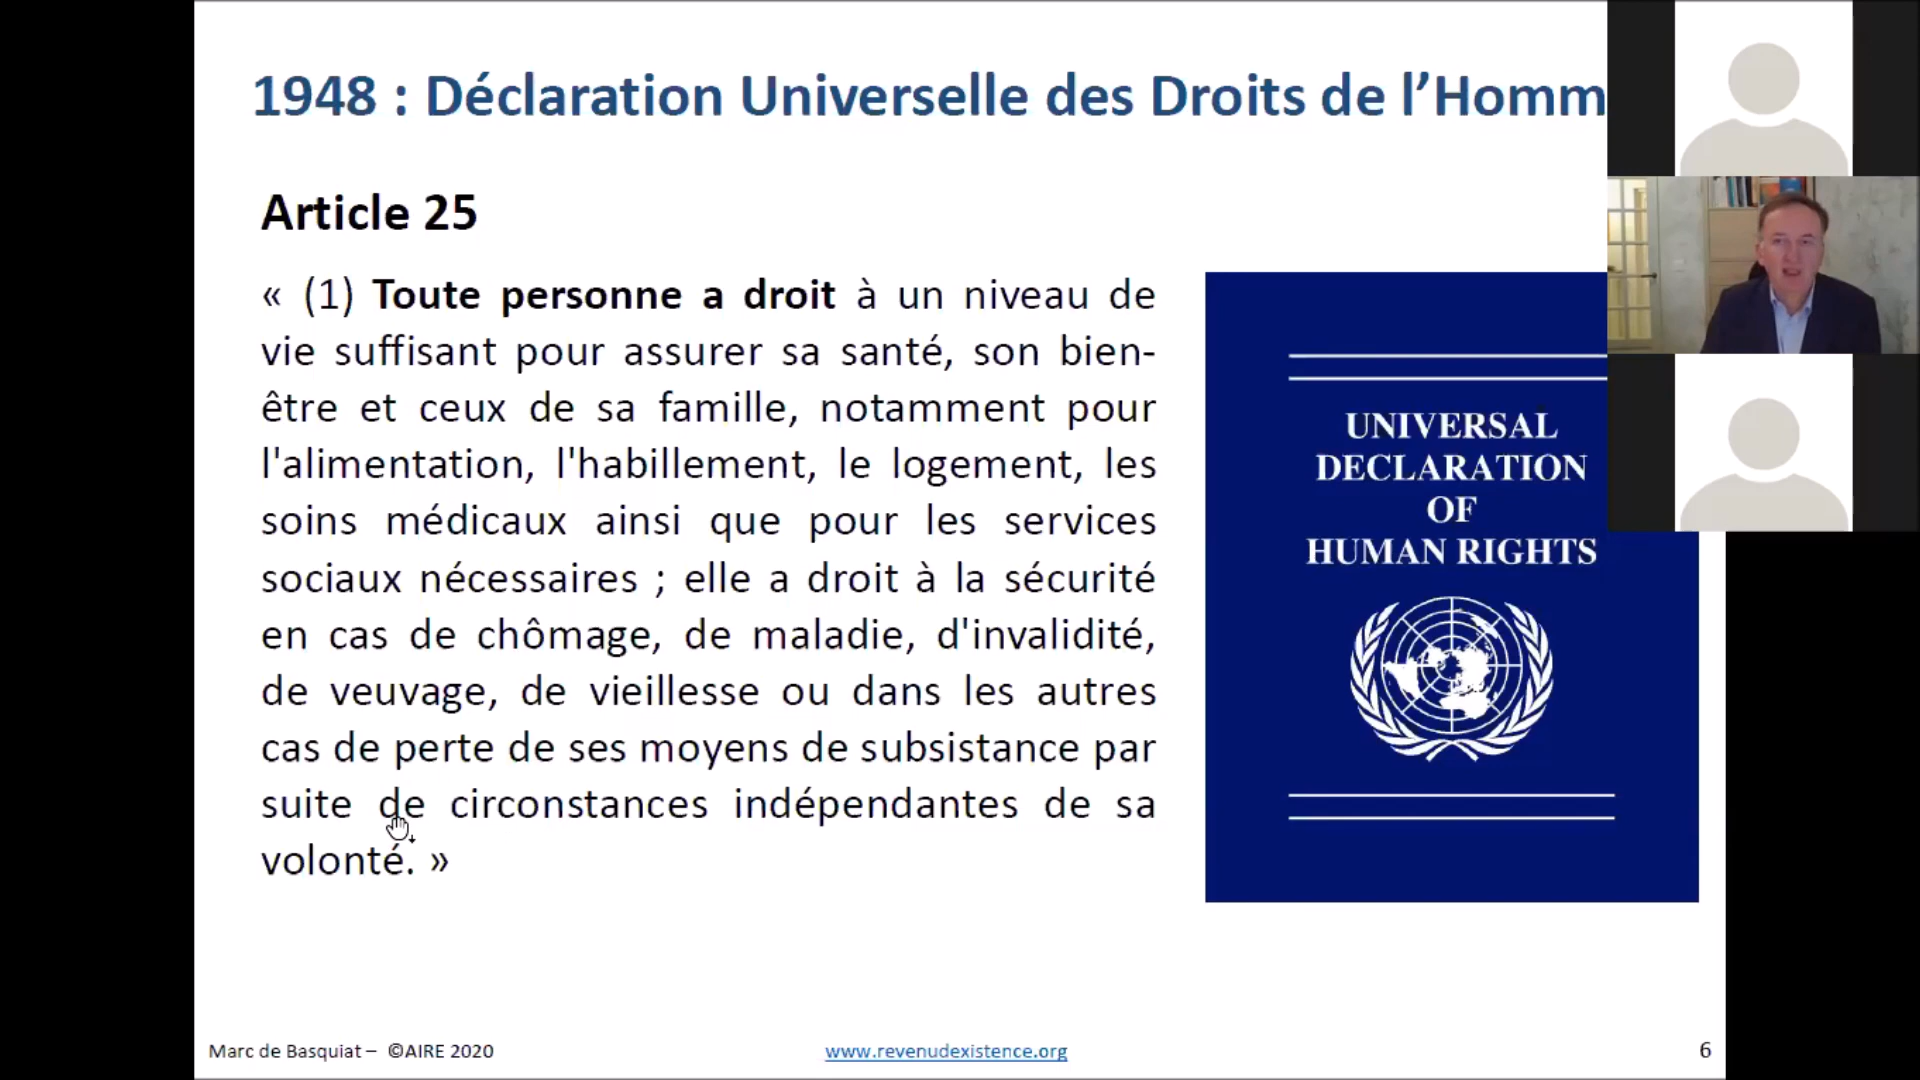 1948 : Déclaration Universelle des Droits de l’Homm
Article 25
« (1) Toute personne a droit à un niveau de
vie suffisant pour assurer sa santé, son bien-
être et ceux de sa famille, notamment pour
l'alimentation, l'habillement, le logement, les
soins médicaux ainsi que pour les services
sociaux nécessaires ; elle a droit à la sécurité
en cas de chômage, de maladie, d'invalidité,
de veuvage, de vieillesse ou dans les autres
cas de perte de ses moyens de subsistance par
suite de circonstances indépendantes de sa
volonté. »
UNIVERSAL
DECLARATION
OF
HUMAN RIGHTS
Marc de Basquiat – ©AIRE 2020
www.revenudexistence.org
6